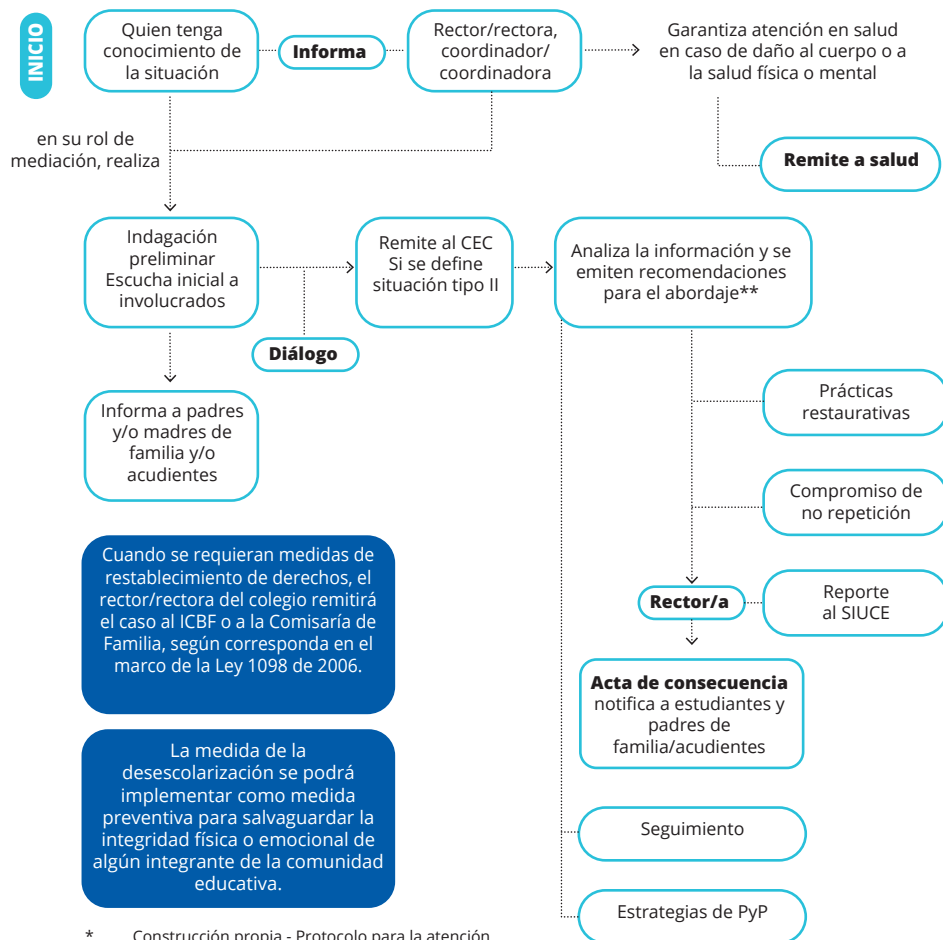 INICIO
Quien tenga
conocimiento de
la situación
Informa
Rector/rectora,
coordinador/
coordinadora
Garantiza atención en salud
en caso de daño al cuerpo o a
la salud física o mental
Remite a salud
en su rol de
mediación, realiza
Indagación
preliminar
Escucha inicial a
involucrados
Diálogo
Remite al CEC
Si se define
situación tipo II
Analiza la información y se
emiten recomendaciones
para el abordaje**
Informa a padres
y/o madres de
familia y/o
acudientes
Prácticas
restaurativas
Compromiso de
no repetición
Rector/a
Reporte
al SIUCE
Acta de consecuencia
notifica a estudiantes y
padres de
familia/acudientes
Seguimiento
Estrategias de PyP
Cuando se requieran medidas de
restablecimiento de derechos, el
rector/rectora del colegio remitirá
el caso al ICBF o a la Comisaría de
Familia, según corresponda en el
marco de la Ley 1098 de 2006.
La medida de la
desescolarización se podrá
implementar como medida
preventiva para salvaguardar la
integridad física o emocional de
algún integrante de la comunidad
educativa.
* Construcción propia - Protocolo para la atención